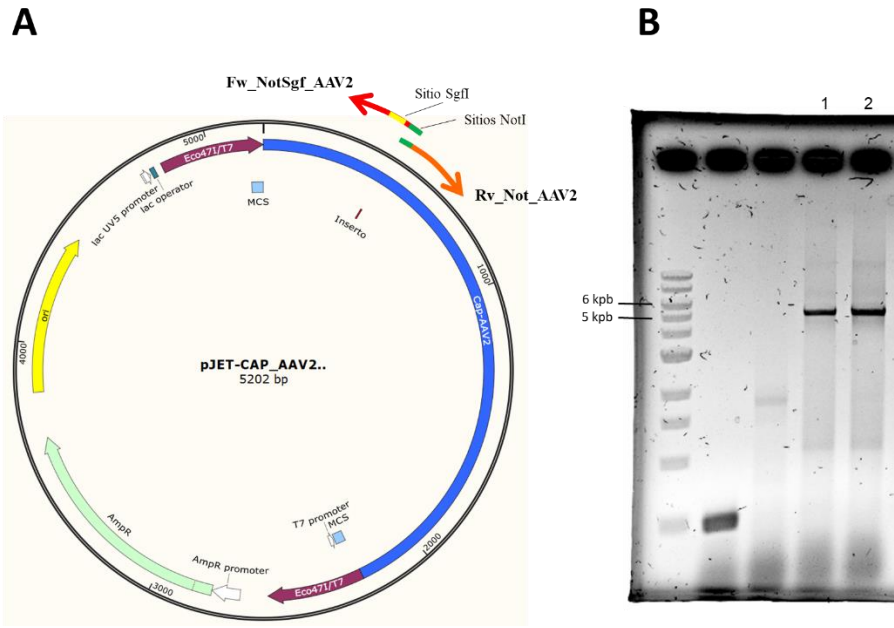 A
B
Fw_NotSgf_AAV2
Sitio SgfI
Sitios NotI
Rv_Not_AAV2
5000
Eco47I/T7
lac operator
lac UV5 promoter
MCS
Inserto
1000
Cap-AAV2
ori
4000
pJET-CAP_AAV2..
5202 bp
T7 promoter
MCS
2000
AmpR
AmpR promoter
Eco47I/T7
3000
1 2
6 kpb
5 kpb